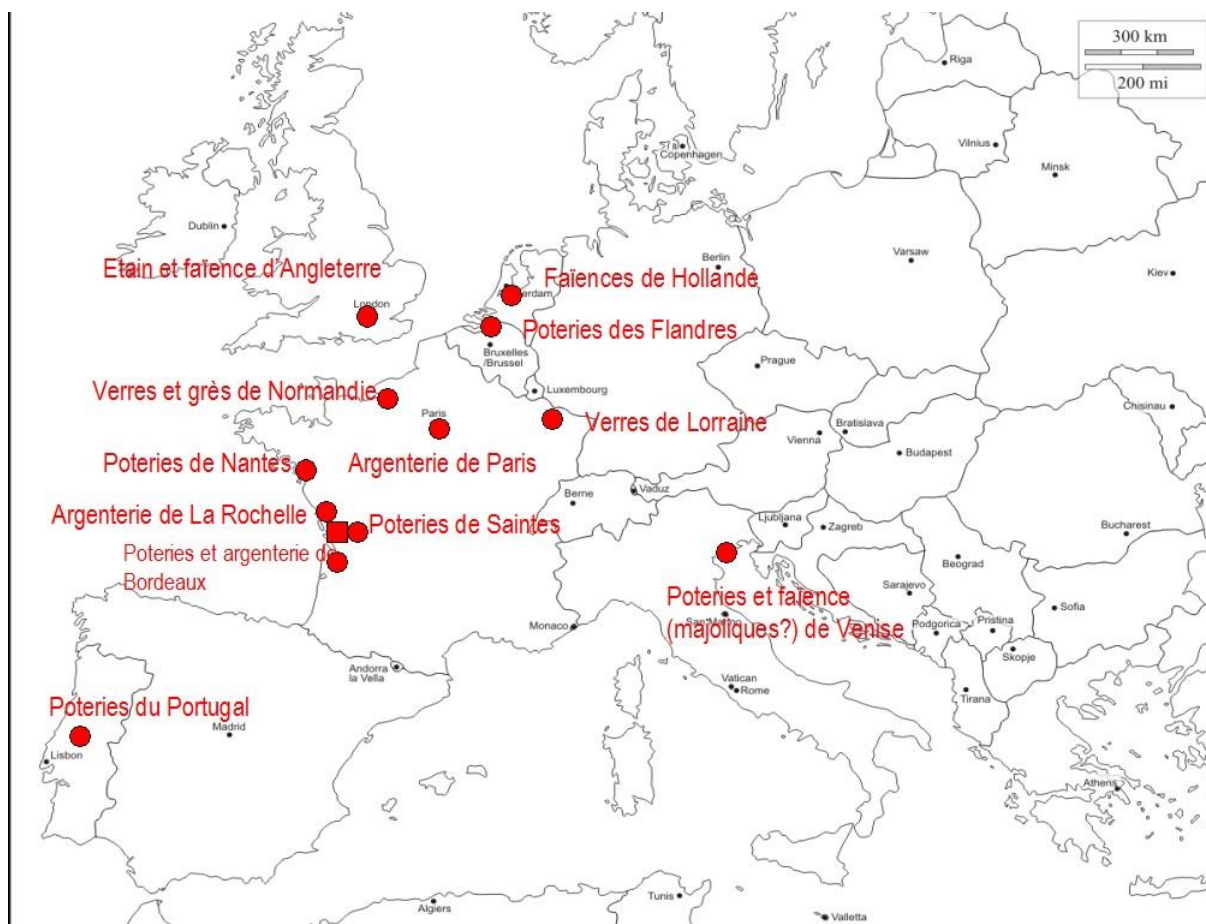 300 km
200 mi
Riga
Copenhagen
Vilnius
Minsk
Dublin
Berlin
Varsaw
Kiev
Etain et faïence d'Angleterre
London
Faïences de Hollande
Amsterdam
Poteries des Flandres
Bruxelles
/Brussel
Prague
Verres et grès de Normandie
Luxembourg
Paris
Verres de Lorraine
Chisinau
Vienna
Bratislava
Budapest
Poteries de Nantes
Argenterie de Paris
Berne
Vaduz
Argenterie de La Rochelle
Poteries de Saintes
Ljubljana
Zagreb
Bucharest
Poteries et argenterie de
Bordeaux
Beograd
Sarajevo
Poteries et faïence
(majoliques?) de Venise
San Marino
Monaco
Podgorica
Pristina
Sofia
Skopje
Andorra
la Vella
Vatican
Rome
Tirana
Poteries du Portugal
Madrid
Lisbon
Athens
Algiers
Tunis
Valletta